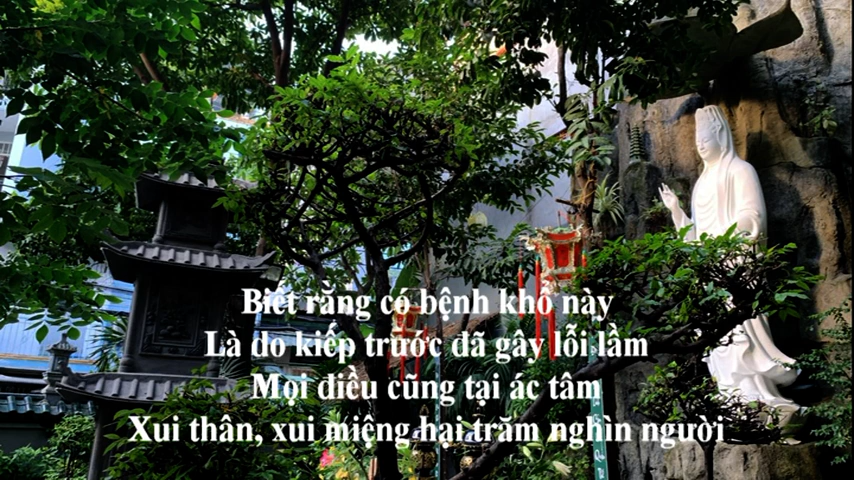 Biết rằng có bệnh khổ này
Là do kiếp trước đã gây lỗi lầm
Mọi điều cũng tại ác tâm
Xui thân, xui miệng hại trăm nghìn người